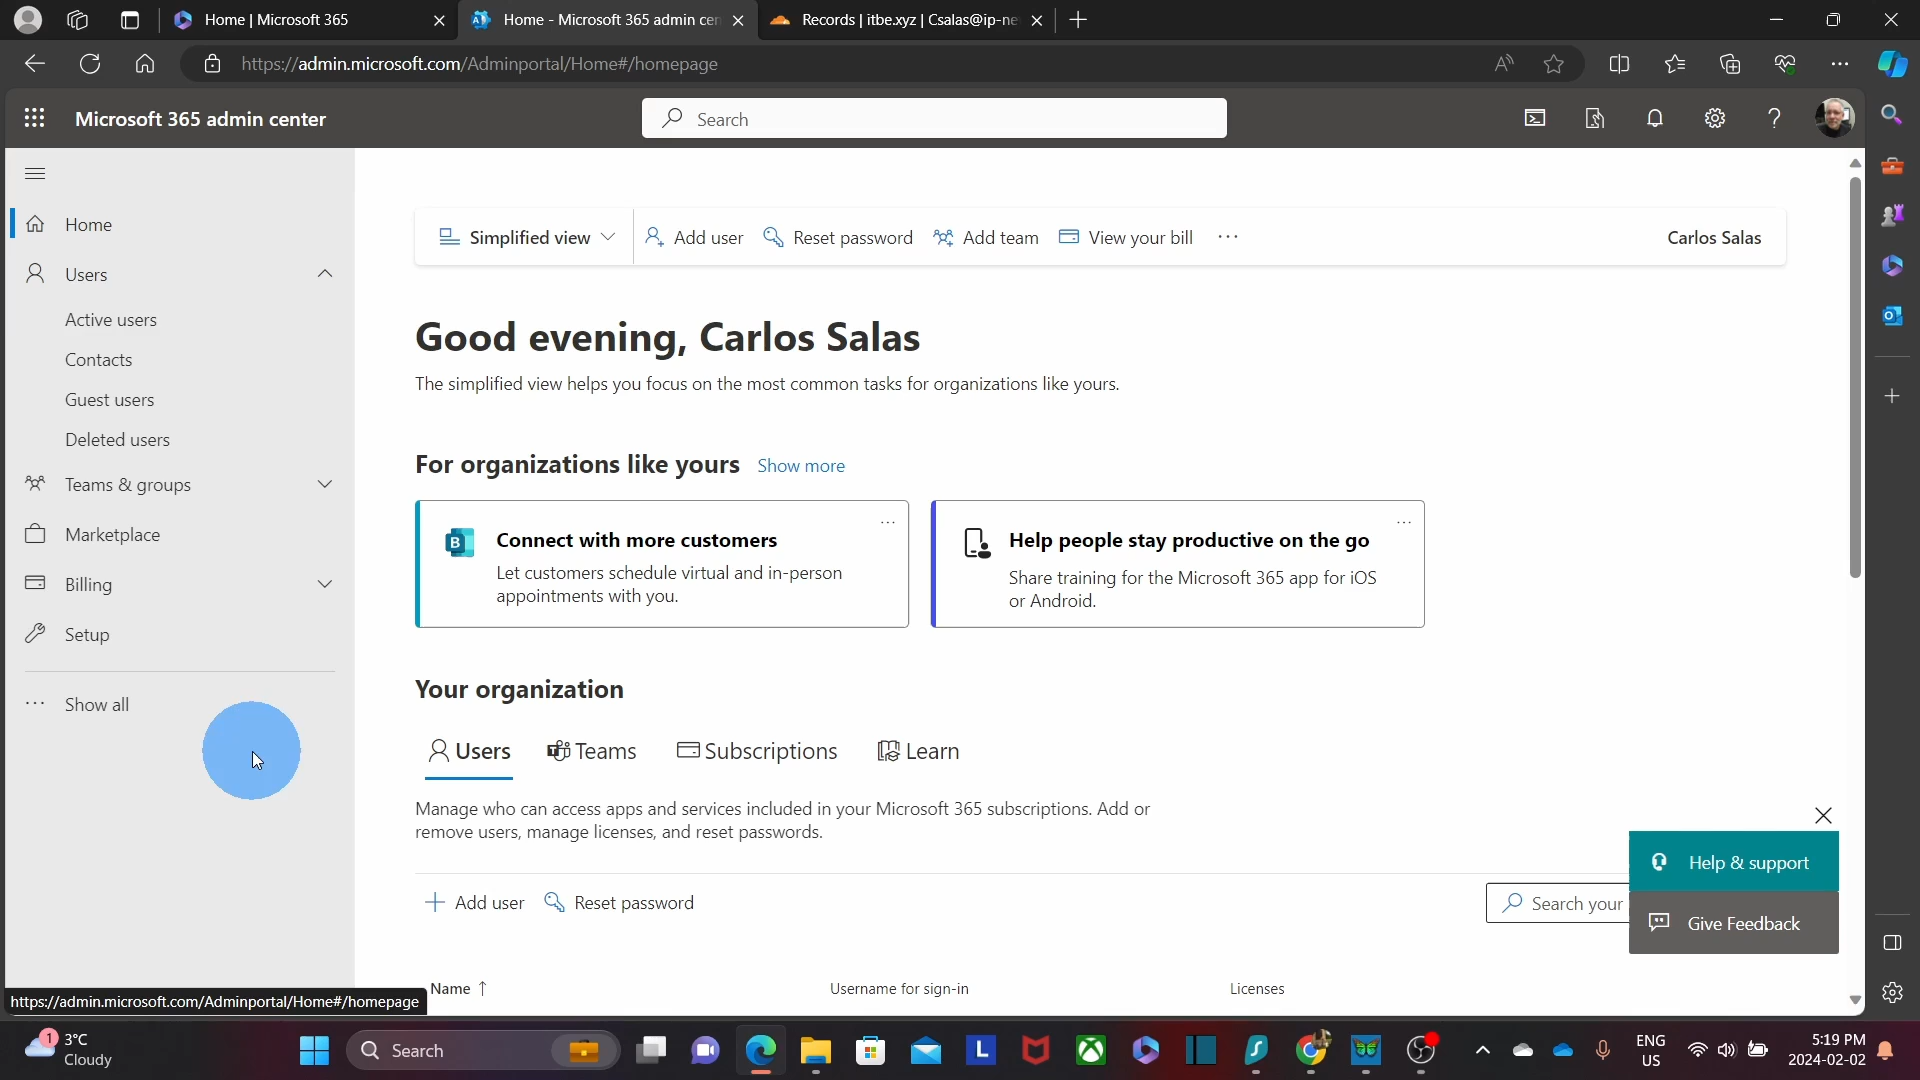 Home | Microsoft 365
Home - Microsoft 365 admin cen
Records | itbe.xyz | Csalas@ip-ne
https://admin.microsoft.com/Adminportal/Home#/homepage
Microsoft 365 admin center
Search
Home
Users
Active users
Contacts
Guest users
Deleted users
Teams & groups
Marketplace
Billing
Setup
Show all
Simplified view
Add user
Reset password
Add team
View your bill
Carlos Salas
Good evening, Carlos Salas
The simplified view helps you focus on the most common tasks for organizations like yours.
For organizations like yours Show more
Connect with more customers
Let customers schedule virtual and in-person
appointments with you.
Help people stay productive on the go
Share training for the Microsoft 365 app for iOS
or Android.
Your organization
Users
Teams
Subscriptions
Learn
Manage who can access apps and services included in your Microsoft 365 subscriptions. Add or
remove users, manage licenses, and reset passwords.
Add user
Reset password
Search your
Help & support
Give Feedback
Name
Username for sign-in
Licenses
https://admin.microsoft.com/Adminportal/Home#/homepage
1
3°C
Cloudy
Search
ENG
US
5:19 PM
2024-02-02